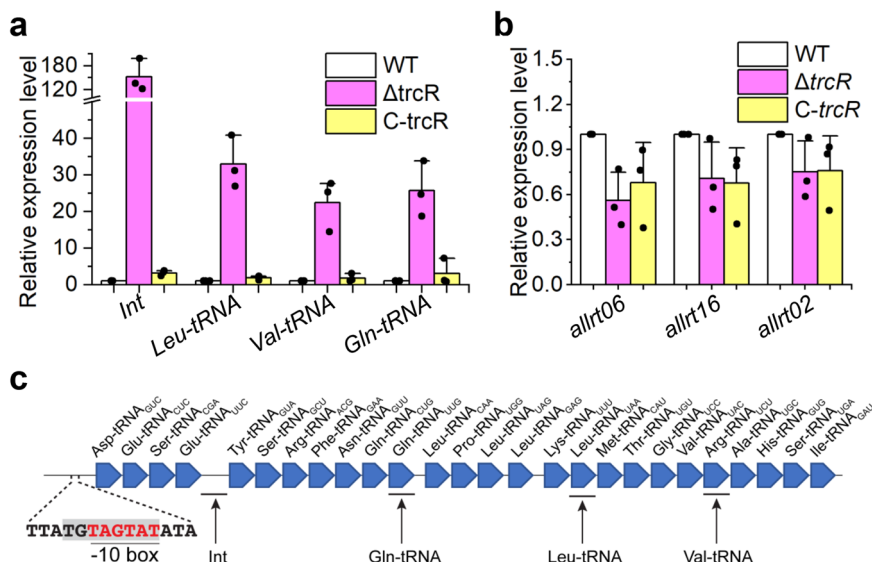 a
Relative expression level
150
120
40
30
20
10
0
WT
ΔtrcR
C-trcR
Int
Leu-tRNA
Val-tRNA
Gln-tRNA
b
Relative expression level
1.5
1.2
0.9
0.6
0.3
0.0
WT
ΔtrcR
C-trcR
allrt06
allrt16
allrt02
c
Asp-tRNAGUC
Glu-tRNACUC
Ser-tRNACGA
Glu-tRNAUUC
Tyr-tRNAGUA
Ser-tRNAGCU
Arg-tRNAACG
Phe-tRNAGAA
Asn-tRNAGUU
Gln-tRNACUG
Gln-tRNAUUG
Leu-tRNACAA
Pro-tRNAUGG
Leu-tRNAUAG
Leu-tRNAGAG
Lys-tRNAUUU
Leu-tRNAUAA
Met-tRNACAU
Thr-tRNAUGU
Gly-tRNAUCC
Val-tRNAUAC
Arg-tRNAUCU
Ala-tRNAUGC
His-tRNAGUG
Ser-tRNAUGA
Ile-tRNAGAU
TTATGTAGTATATA
-10 box
Int
Gln-tRNA
Leu-tRNA
Val-tRNA